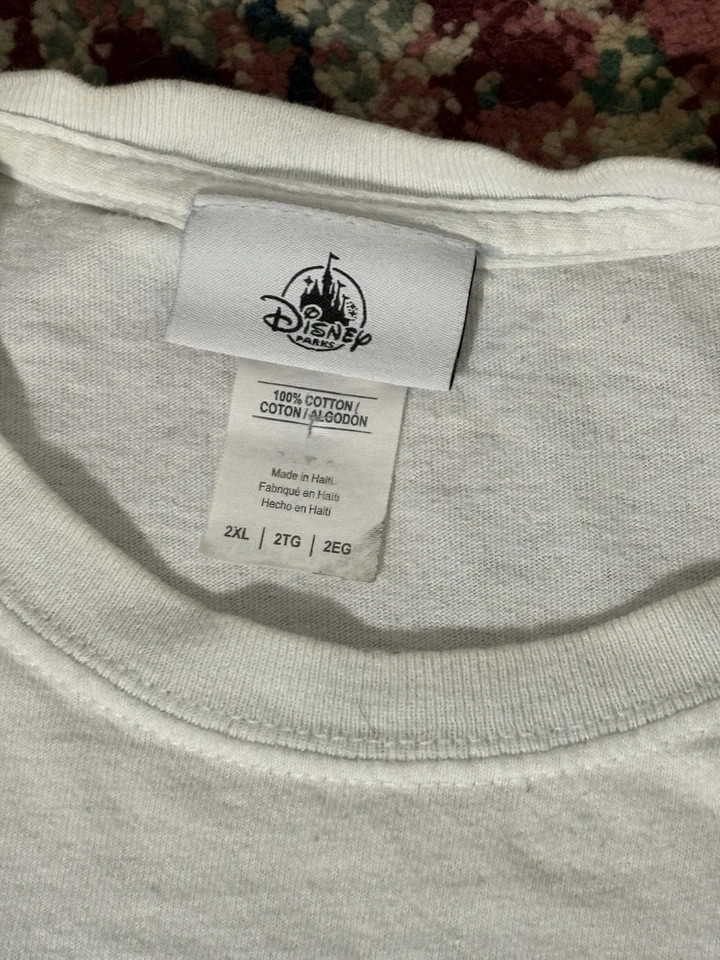 Disney
PARKS
100% COTTON /
COTON / ALGODÓN
Made in Haiti
Fabriqué en Haïti
Hecho en Haití
2XL | 2TG | 2EG